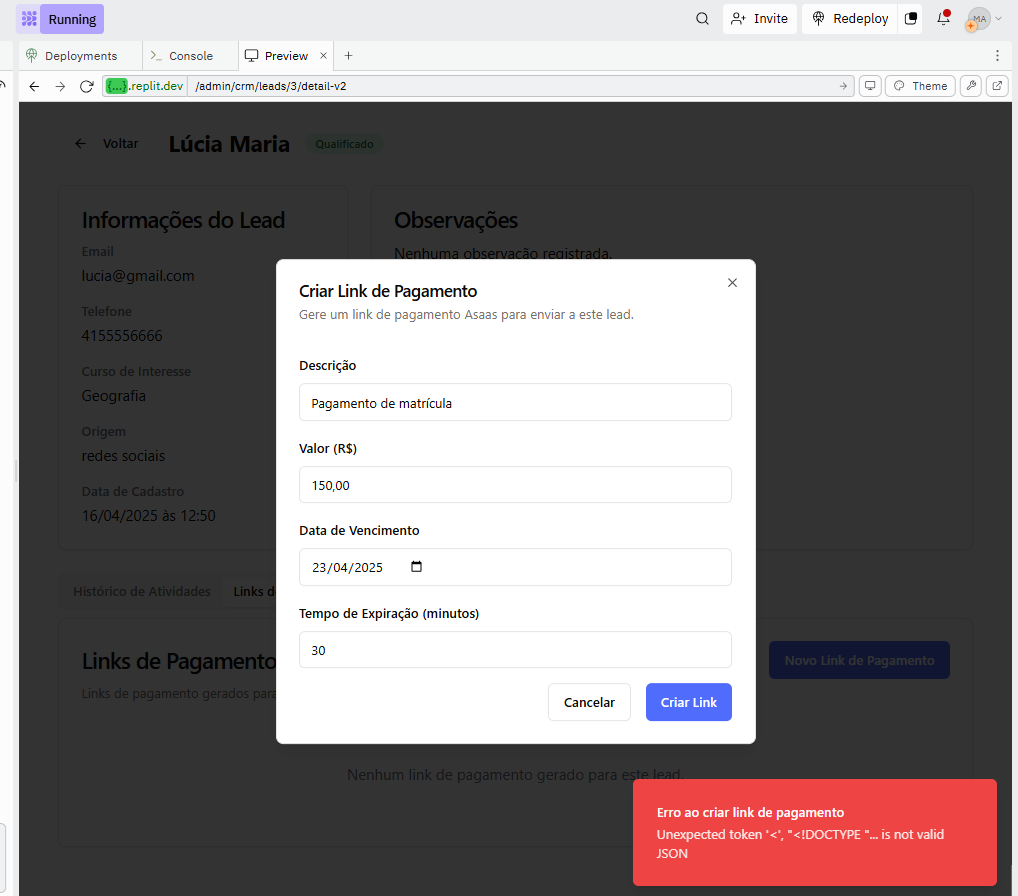 Running
Invite
Redeploy
MA
Deployments
>_ Console
Preview
{...}.replit.dev /admin/crm/leads/3/detail-v2
Theme
Voltar
Lúcia Maria
Qualificado
Informações do Lead
Email
lucia@gmail.com
Telefone
4155556666
Curso de Interesse
Geografia
Origem
redes sociais
Data de Cadastro
16/04/2025 às 12:50
Observações
Nenhuma observação registrada.
Criar Link de Pagamento
Gere um link de pagamento Asaas para enviar a este lead.
Descrição
Pagamento de matrícula
Valor (R$)
150,00
Data de Vencimento
23/04/2025
Tempo de Expiração (minutos)
30
Cancelar
Criar Link
Histórico de Atividades
Links d
Links de Pagamento
Links de pagamento gerados para
Novo Link de Pagamento
Nenhum link de pagamento gerado para este lead.
Erro ao criar link de pagamento
Unexpected token '<', "<!DOCTYPE "... is not valid
JSON